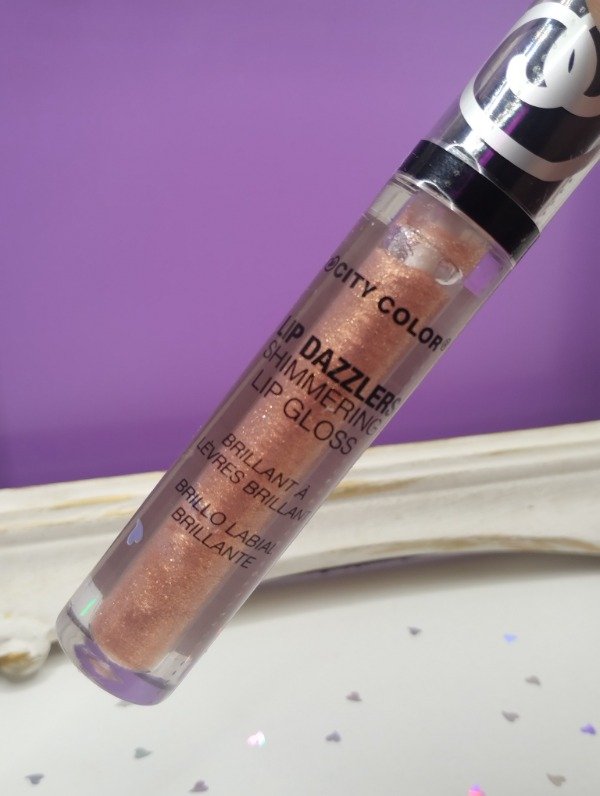 ©CITY COLOR®
LIP DAZZLERS
SHIMMERING
LIP GLOSS
BRILLANT À
LÈVRES BRILLANT
BRILLO LABIAL
BRILLANTE